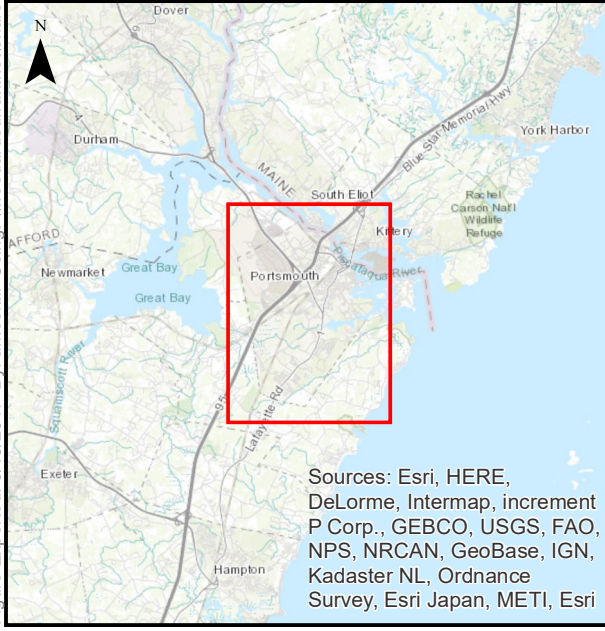 Dover
N
Durham
Blue Star Memorial Hwy
York Harbor
MAINE
South Eliot
Rachel
Carson Nat'l
Wildlife
Refuge
Kittery
AFFORD
Piscataqua River
Newmarket
Great Bay
Portsmouth
Great Bay
1
Squamscott River
95
Lafayette Rd
Exeter
Sources: Esri, HERE,
DeLorme, Intermap, increment
P Corp., GEBCO, USGS, FAO,
NPS, NRCAN, GeoBase, IGN,
Kadaster NL, Ordnance
Survey, Esri Japan, METI, Esri
Hampton